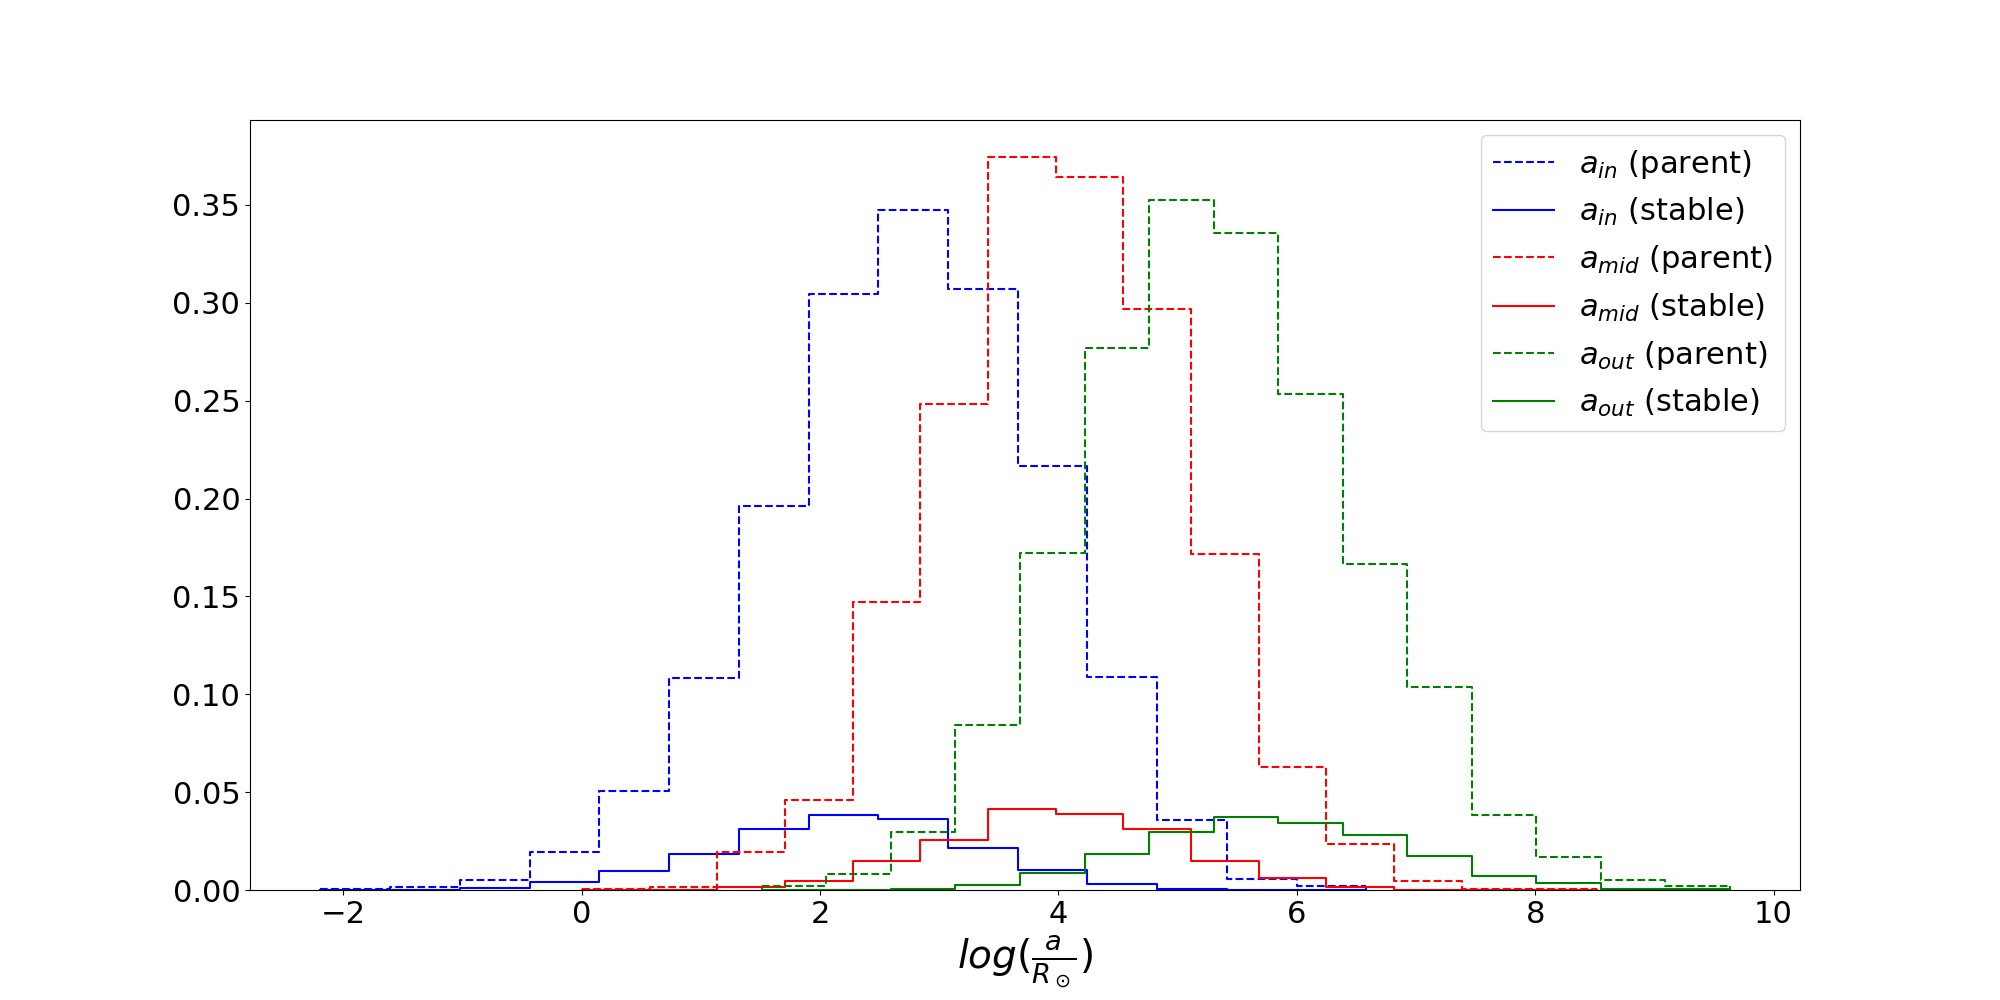 0.35
0.30
0.25
0.20
0.15
0.10
0.05
0.00
−2 0 2 4 6 8 10
log(a/R⊙)
a_in (parent)
a_in (stable)
a_mid (parent)
a_mid (stable)
a_out (parent)
a_out (stable)